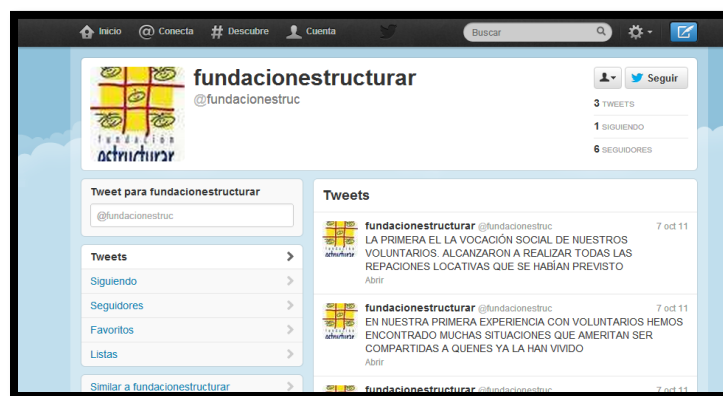 Inicio @ Conecta # Descubre Cuenta Buscar
fundacionestructurar
@fundacionestruc
fundación
estructurar
Seguir
3 TWEETS
1 SIGUIENDO
6 SEGUIDORES
Tweet para fundacionestructurar
@fundacionestruc
Tweets
Siguiendo
Seguidores
Favoritos
Listas
Similar a fundacionestructurar
Tweets
fundacionestructurar @fundacionestruc 7 oct 11
LA PRIMERA EL LA VOCACIÓN SOCIAL DE NUESTROS
VOLUNTARIOS. ALCANZARON A REALIZAR TODAS LAS
REPACIONES LOCATIVAS QUE SE HABÍAN PREVISTO
Abrir
fundacionestructurar @fundacionestruc 7 oct 11
EN NUESTRA PRIMERA EXPERIENCIA CON VOLUNTARIOS HEMOS
ENCONTRADO MUCHAS SITUACIONES QUE AMERITAN SER
COMPARTIDAS A QUENES YA LA HAN VIVIDO
Abrir
fundacionestructurar @fundacionestruc 7 oct 11